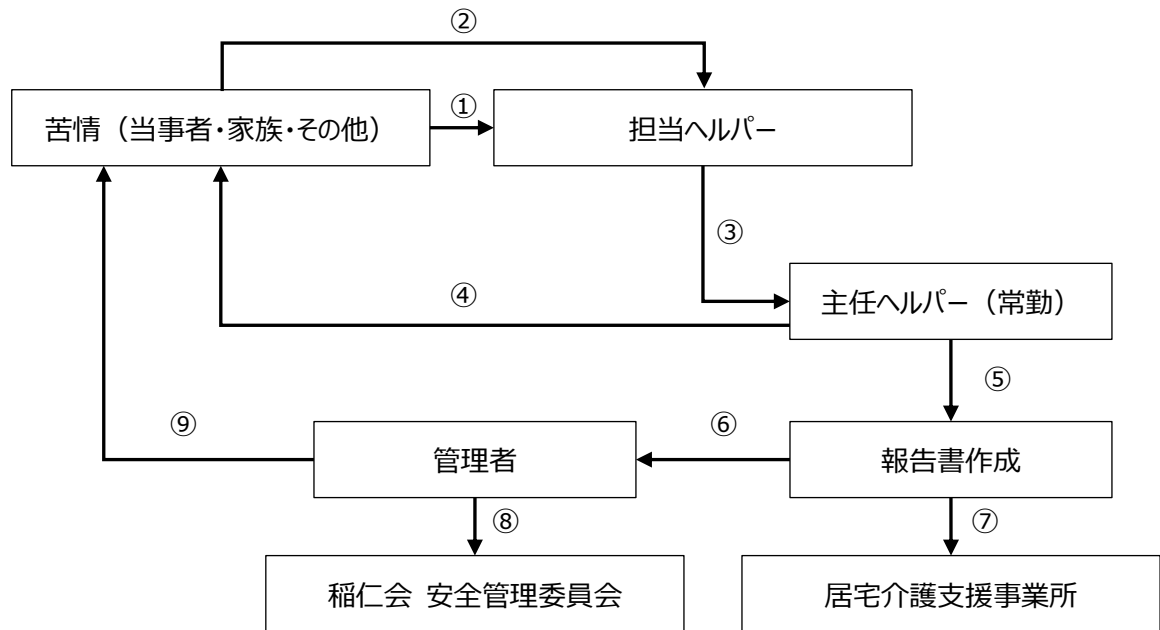 ②
苦情（当事者・家族・その他）
①
担当ヘルパー
③
④
主任ヘルパー（常勤）
⑤
⑨
管理者
⑥
報告書作成
⑧
⑦
稲仁会 安全管理委員会
居宅介護支援事業所